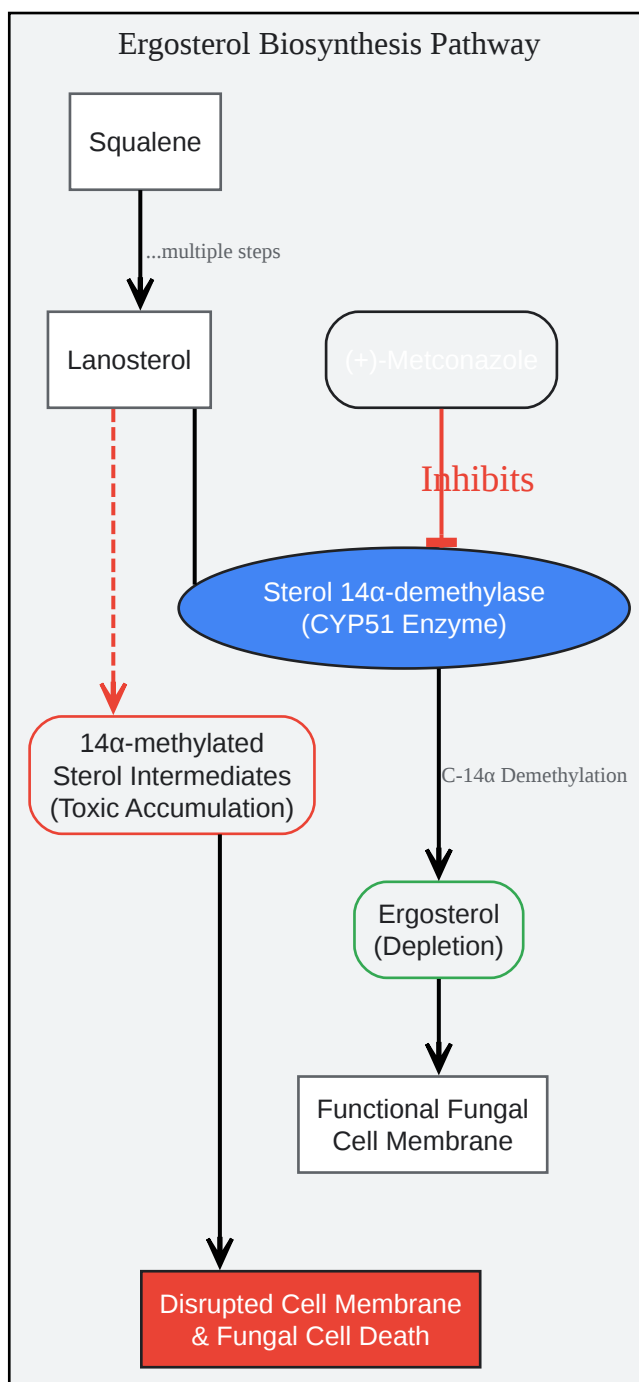 Ergosterol Biosynthesis Pathway
Squalene
...multiple steps
Lanosterol
(+)-Metconazole
Inhibits
Sterol 14α-demethylase
(CYP51 Enzyme)
14α-methylated
Sterol Intermediates
(Toxic Accumulation)
C-14α Demethylation
Ergosterol
(Depletion)
Functional Fungal
Cell Membrane
Disrupted Cell Membrane
& Fungal Cell Death